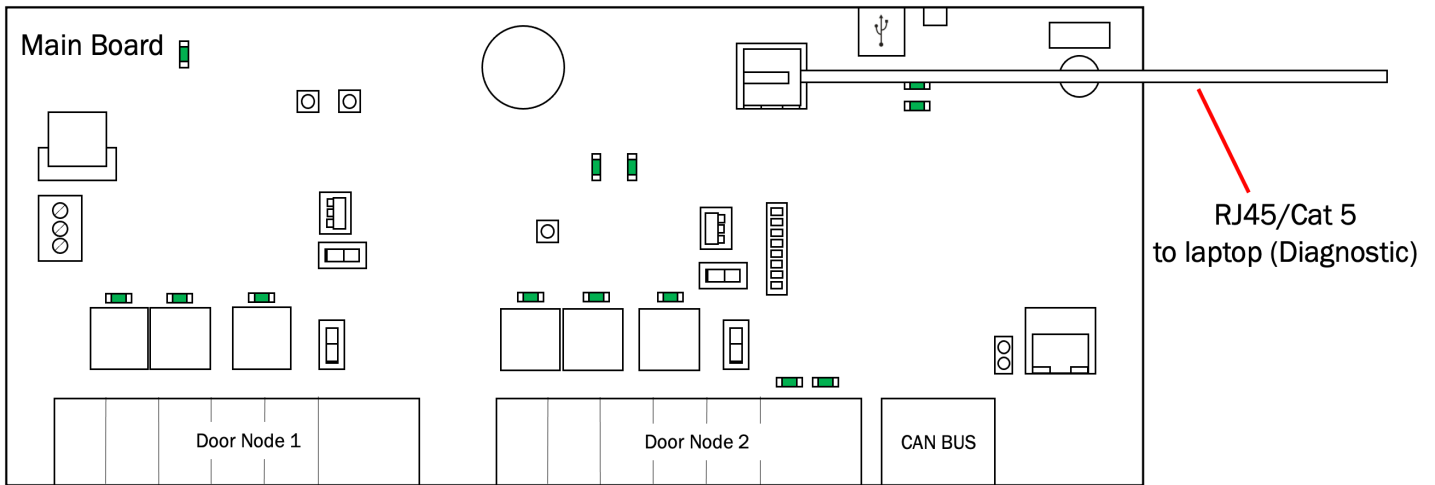 Main Board
RJ45/Cat 5
to laptop (Diagnostic)
Door Node 1
Door Node 2
CAN BUS